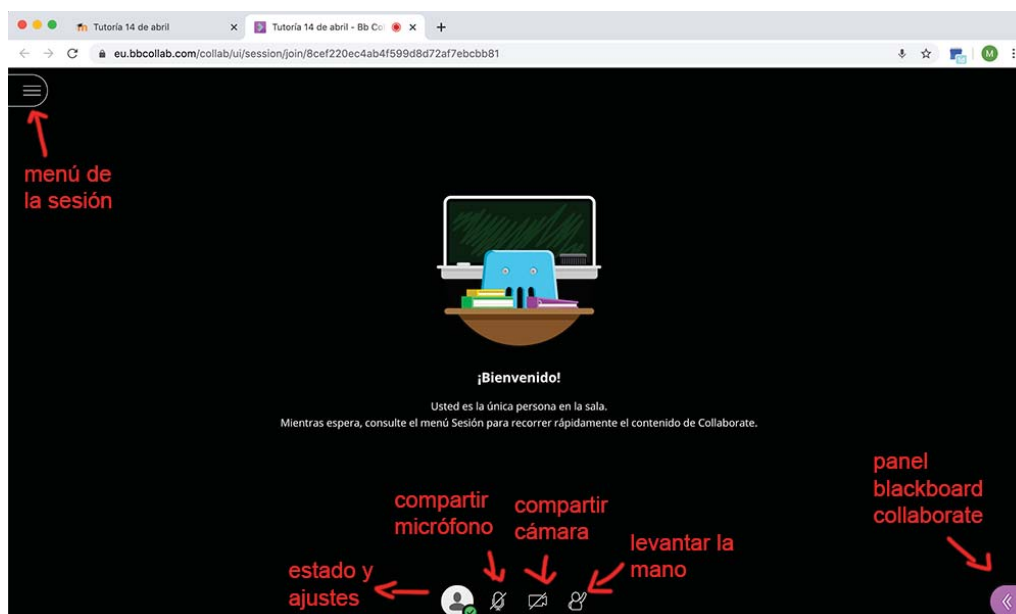 Tutoría 14 de abril
Tutoría 14 de abril - Bb Co
eu.bbcollab.com/collab/ui/session/join/8cef220ec4ab4f599d8d72af7ebcbb81
M
menú de
la sesión
¡Bienvenido!
Usted es la única persona en la sala.
Mientras espera, consulte el menú Sesión para recorrer rápidamente el contenido de Collaborate.
panel
blackboard
collaborate
compartir
micrófono
compartir
cámara
levantar la
mano
estado y
ajustes